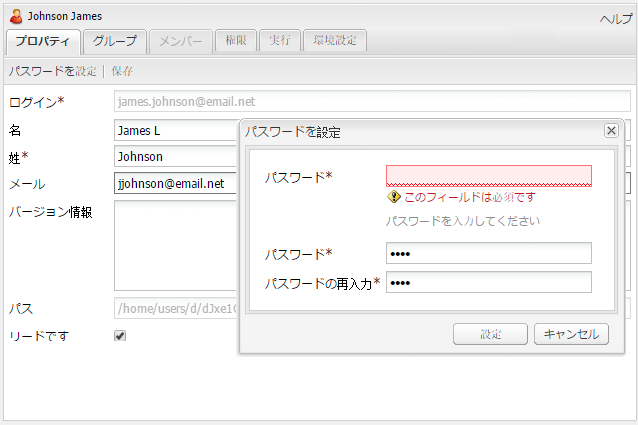 Johnson James
ヘルプ
プロパティ グループ メンバー 権限 実行 環境設定
パスワードを設定 | 保存
ログイン* james.johnson@email.net
名 James L
姓* Johnson
メール jjohnson@email.net
バージョン情報
パス /home/users/d/dJxe1
リードです
パスワードを設定
パスワード*
このフィールドは必須です
パスワードを入力してください
パスワード* ••••
パスワードの再入力* ••••
設定 キャンセル